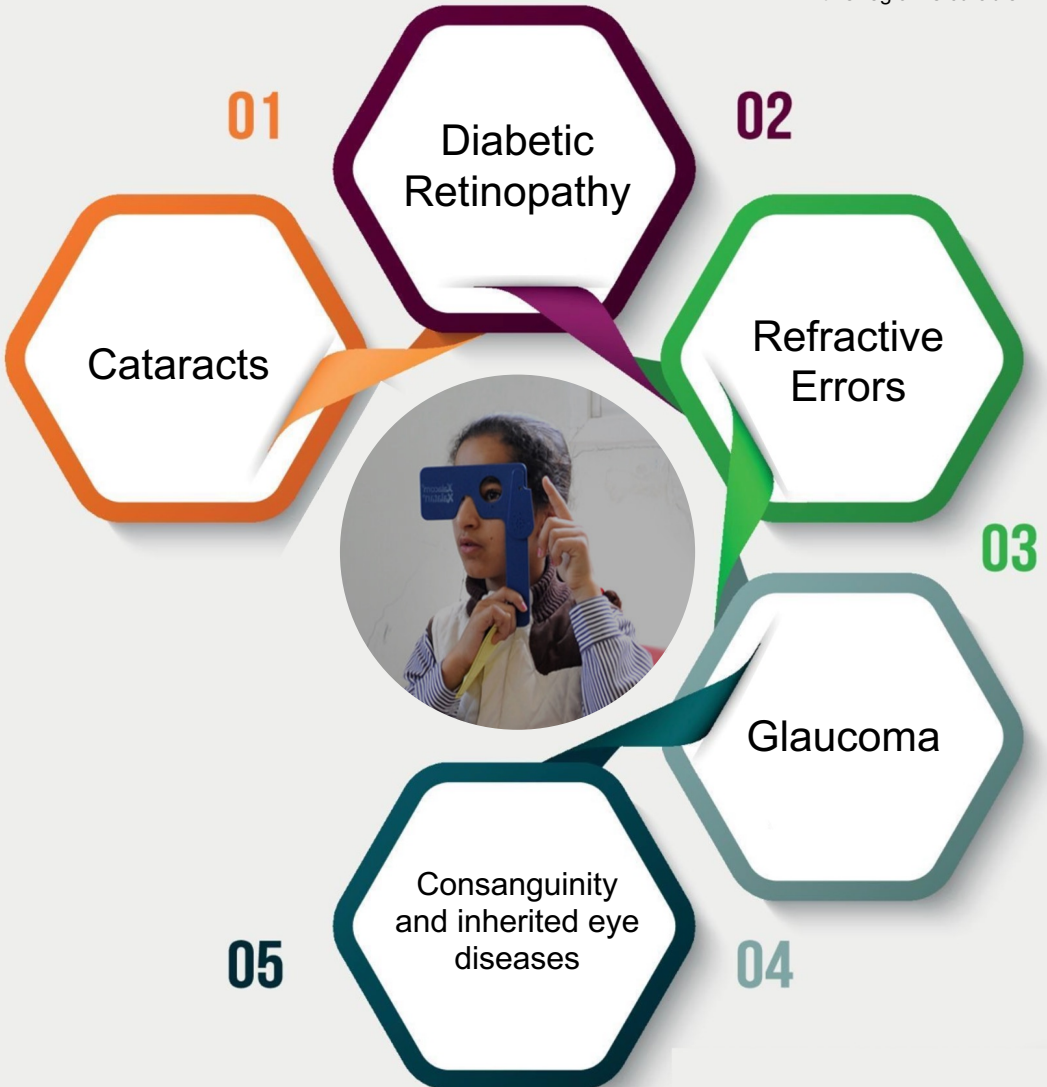 01
Diabetic
Retinopathy
02
Cataracts
Refractive
Errors
03
Glaucoma
Consanguinity
and inherited eye
diseases
05
04